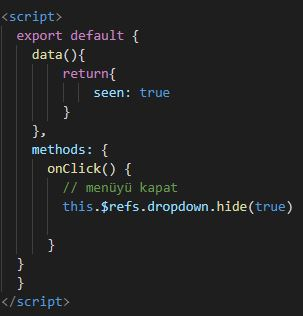 <script>
export default {
data(){
return{
seen: true
}
},
methods: {
onClick() {
// menüyü kapat
this.$refs.dropdown.hide(true)
}
}
}
</script>